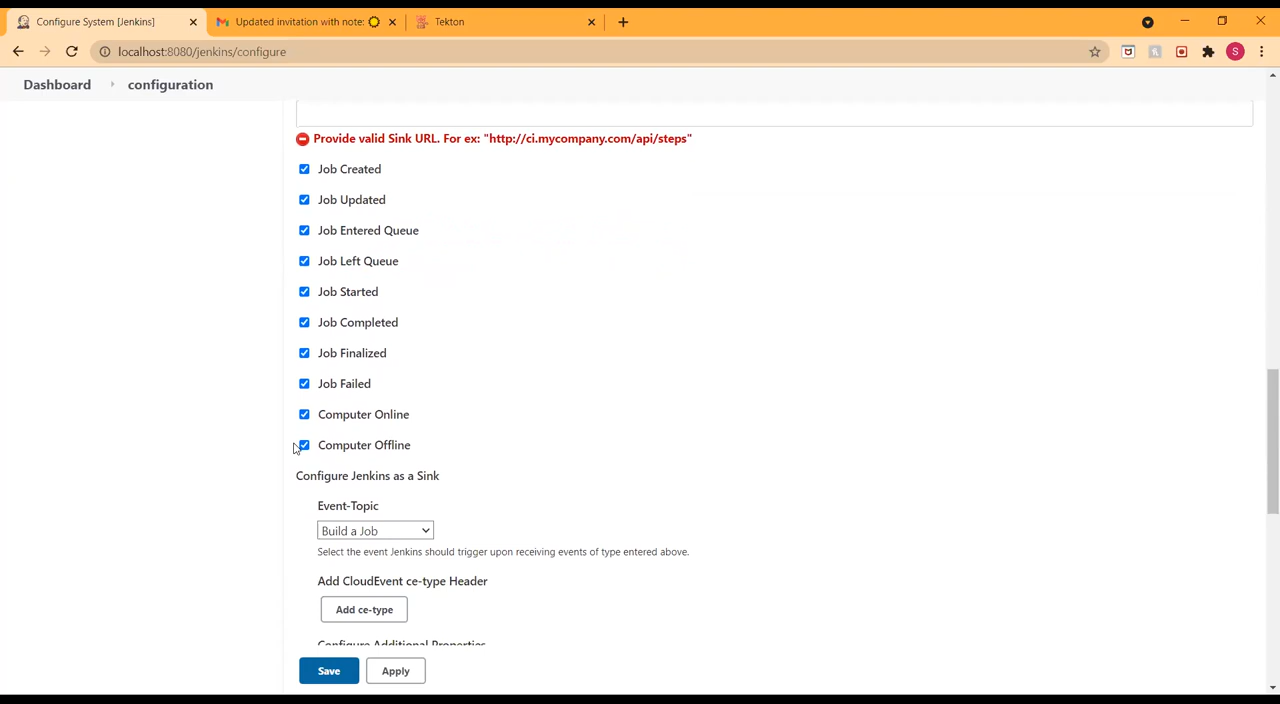 Configure System [Jenkins]
Updated invitation with note:
Tekton
localhost:8080/jenkins/configure
S
Dashboard
configuration
Provide valid Sink URL. For ex: "http://ci.mycompany.com/api/steps"
Job Created
Job Updated
Job Entered Queue
Job Left Queue
Job Started
Job Completed
Job Finalized
Job Failed
Computer Online
Computer Offline
Configure Jenkins as a Sink
Event-Topic
Build a Job
Select the event Jenkins should trigger upon receiving events of type entered above.
Add CloudEvent ce-type Header
Add ce-type
Configure Additional Properties
Save
Apply